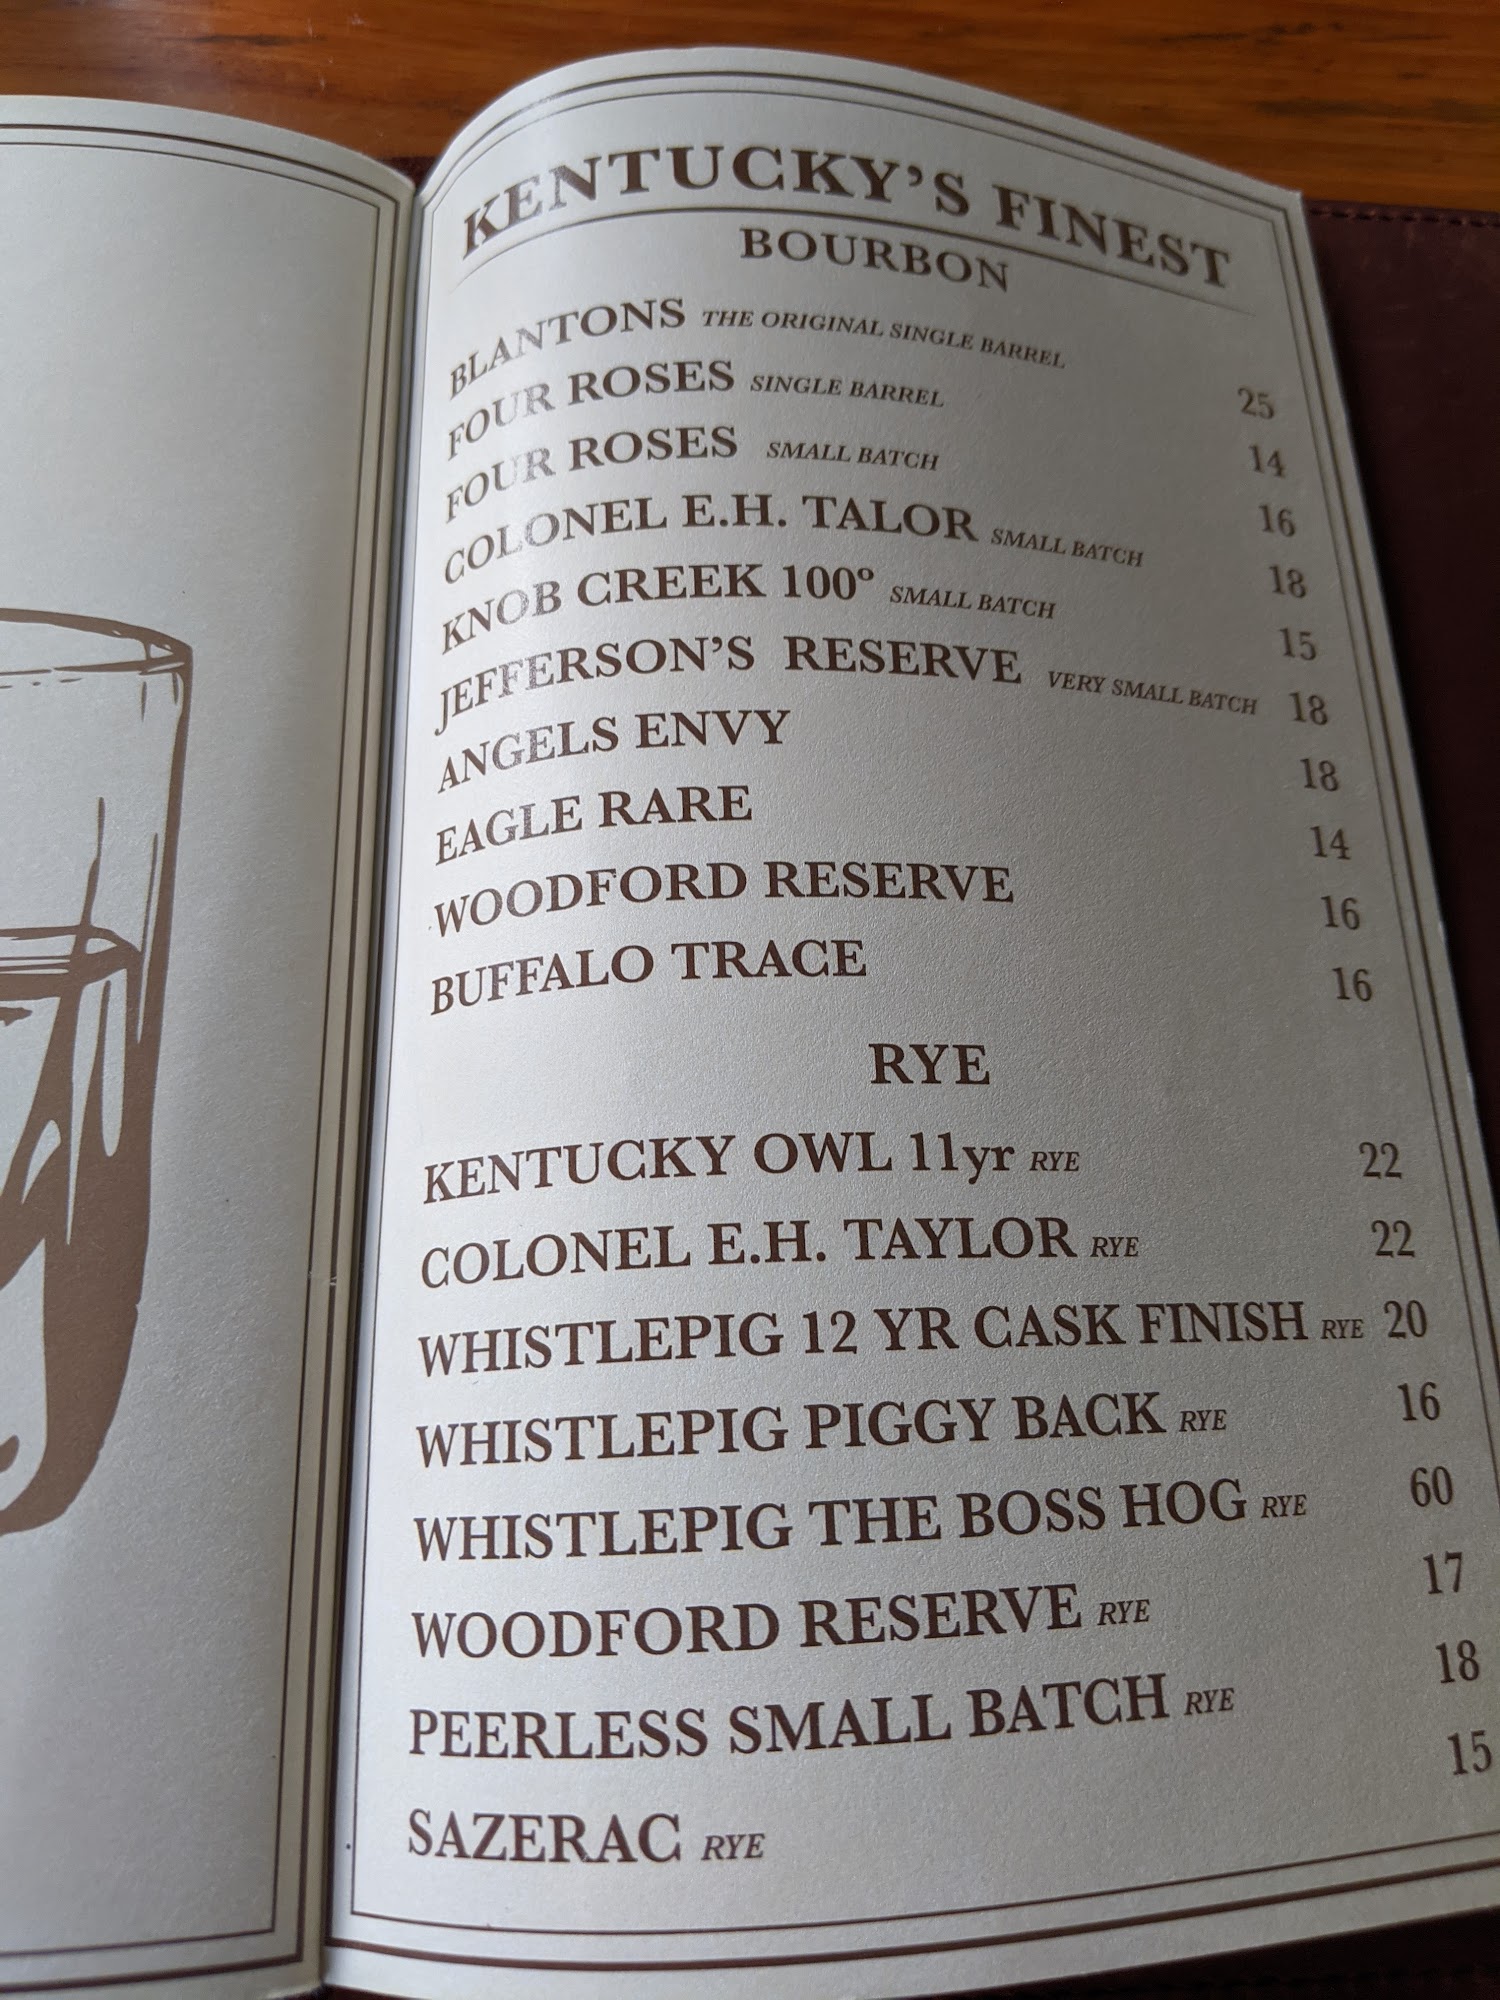 KENTUCKY'S FINEST
BOURBON
BLANTONS THE ORIGINAL SINGLE BARREL 25
FOUR ROSES SINGLE BARREL 14
FOUR ROSES SMALL BATCH 16
COLONEL E.H. TALOR SMALL BATCH 18
KNOB CREEK 100° SMALL BATCH 15
JEFFERSON'S RESERVE VERY SMALL BATCH 18
ANGELS ENVY 18
EAGLE RARE 14
WOODFORD RESERVE 16
BUFFALO TRACE 16
RYE
KENTUCKY OWL 11yr RYE 22
COLONEL E.H. TAYLOR RYE 22
WHISTLEPIG 12 YR CASK FINISH RYE 20
WHISTLEPIG PIGGY BACK RYE 16
WHISTLEPIG THE BOSS HOG RYE 60
WOODFORD RESERVE RYE 17
PEERLESS SMALL BATCH RYE 18
SAZERAC RYE 15